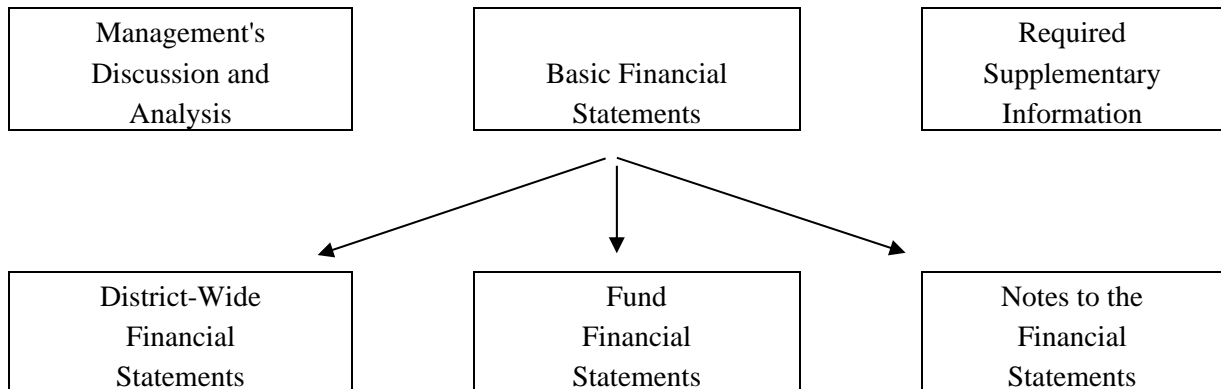 Management's
Discussion and
Analysis
Basic Financial
Statements
Required
Supplementary
Information
District-Wide
Financial
Statements
Fund
Financial
Statements
Notes to the
Financial
Statements